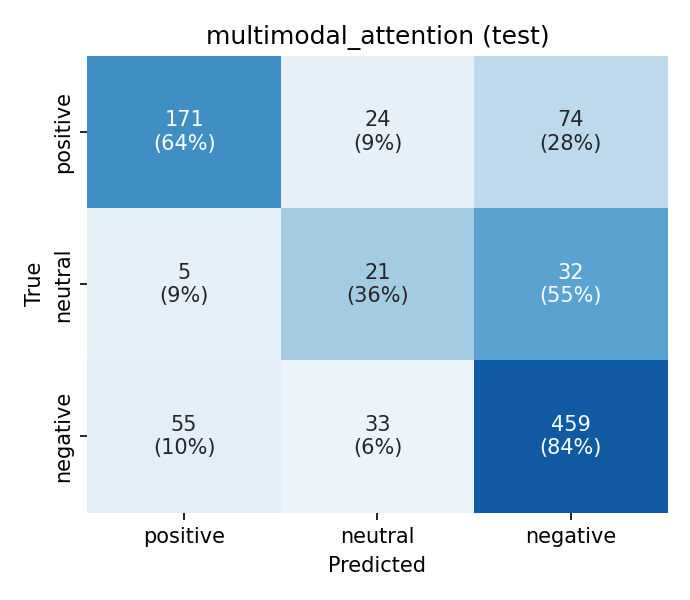 multimodal_attention (test)
positive
171
(64%)
24
(9%)
74
(28%)
True
neutral
5
(9%)
21
(36%)
32
(55%)
negative
55
(10%)
33
(6%)
459
(84%)
positive
neutral
negative
Predicted